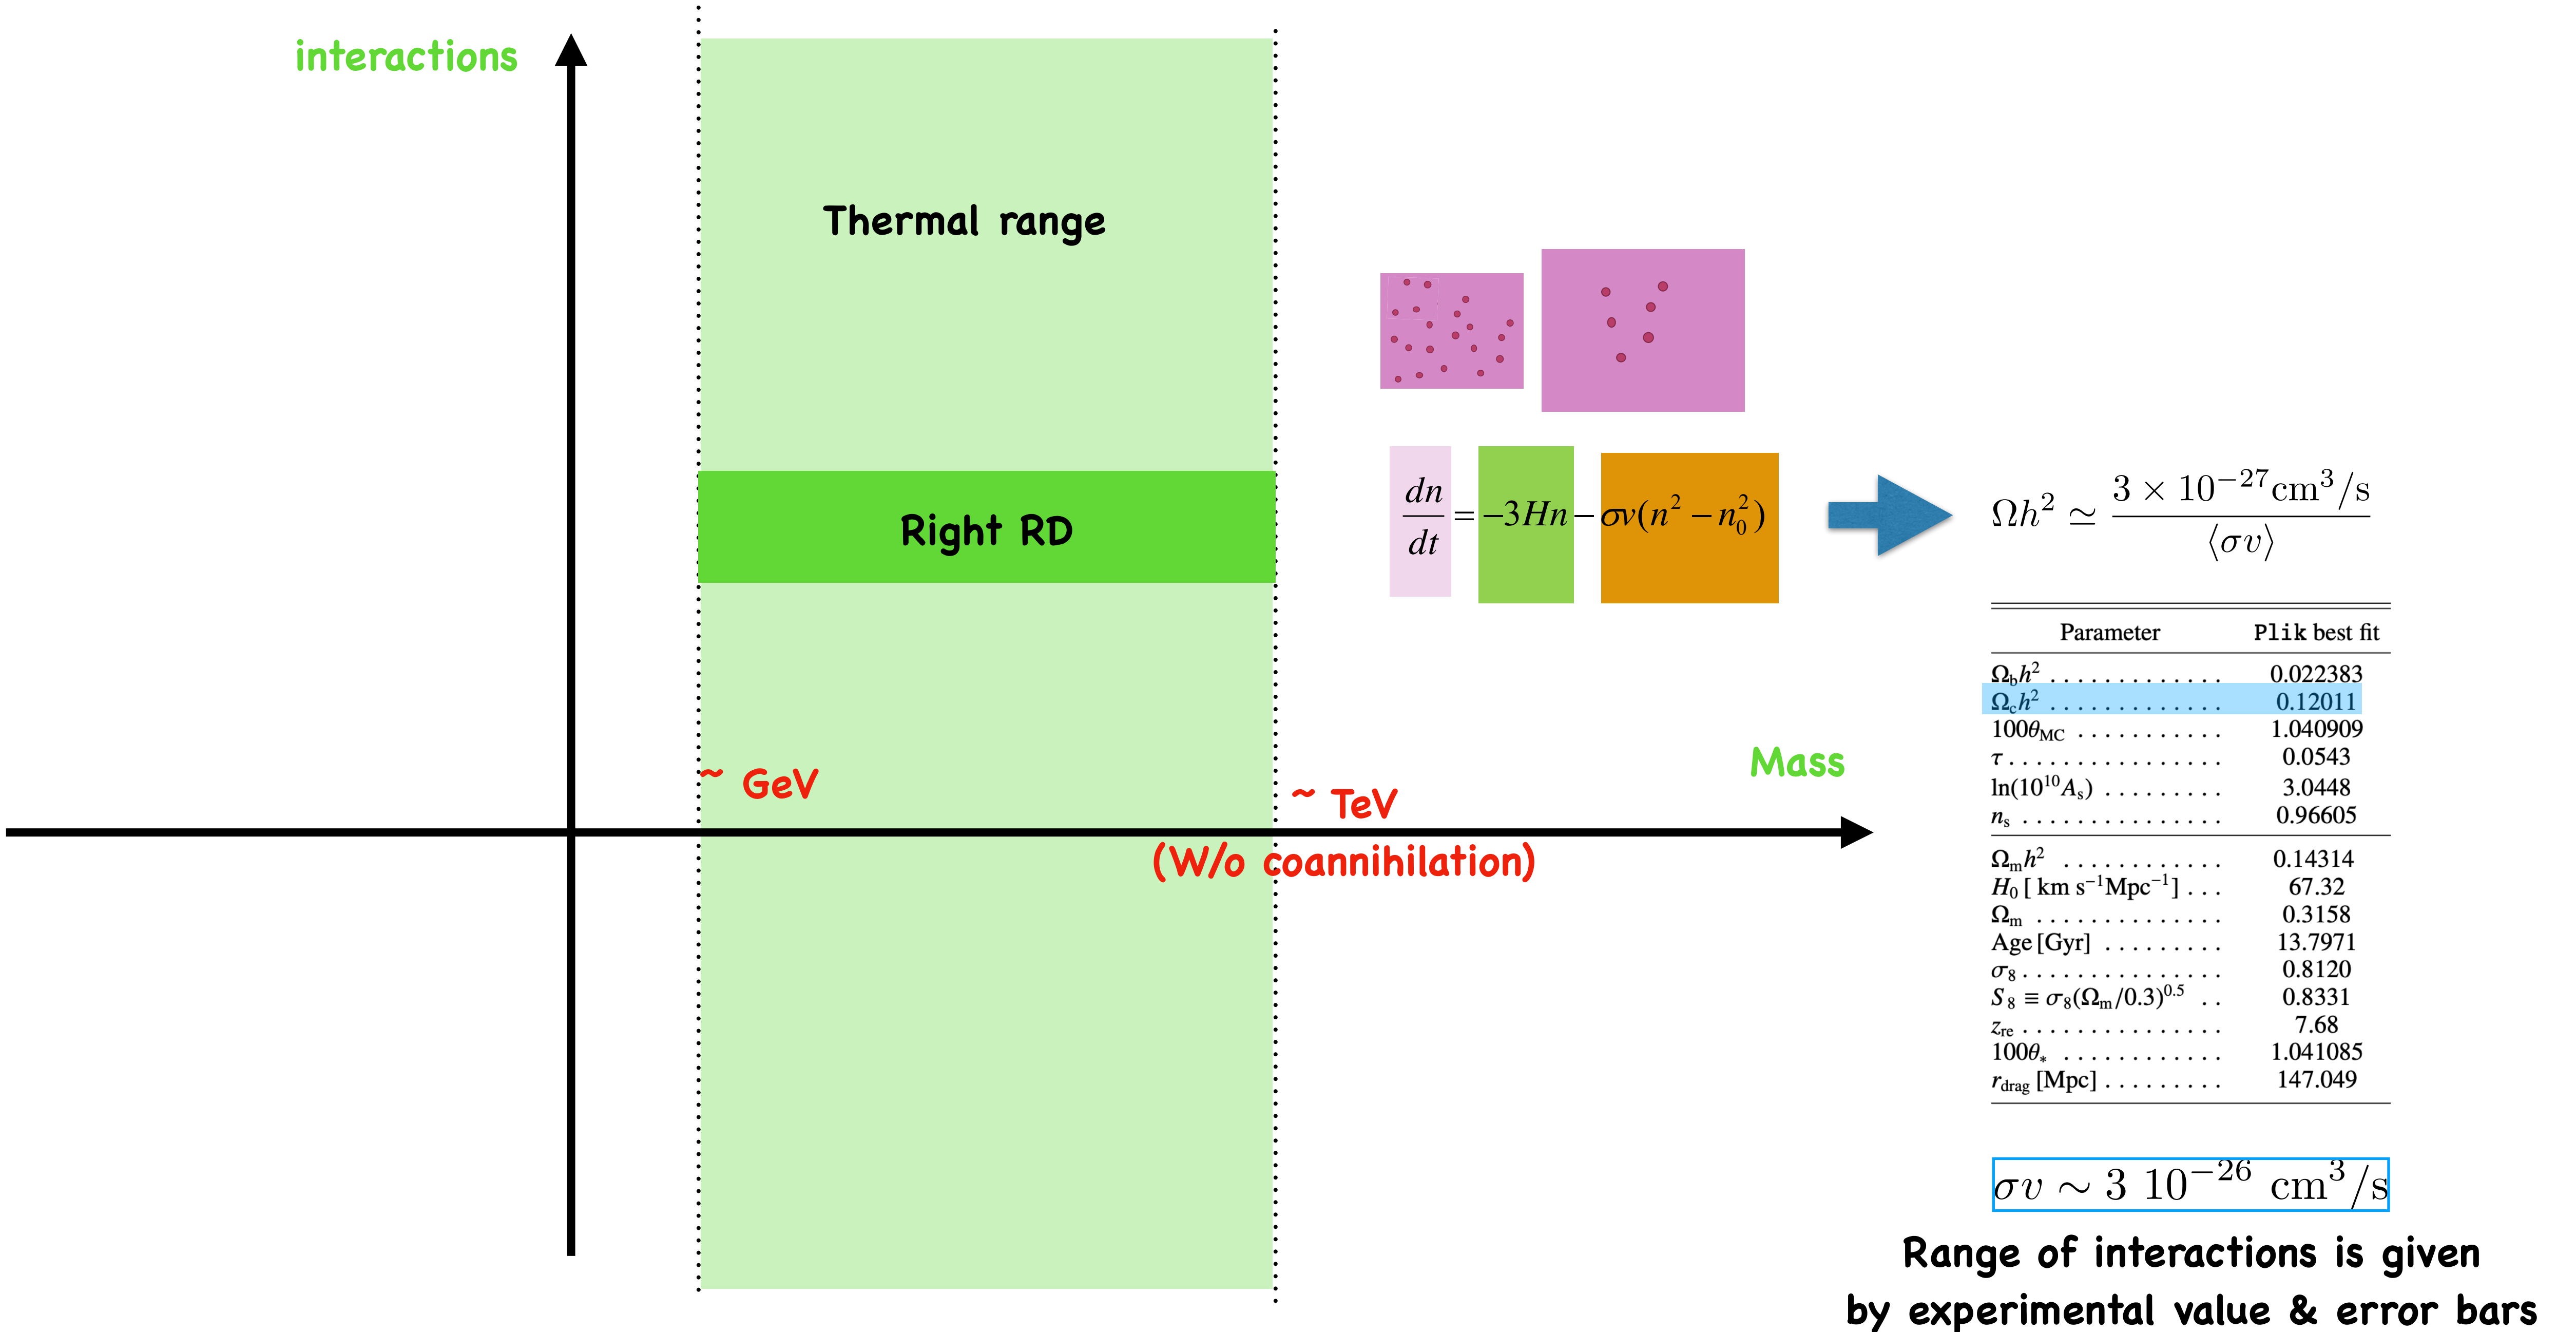 interactions
Thermal range
Right RD
~ GeV
~ TeV
(W/o coannihilation)
Mass
dn/dt = −3Hn − σv(n² − n₀²)
Ωh² ≃ 3 × 10⁻²⁷cm³/s / ⟨σv⟩
Parameter Plik best fit
Ω_b h² . . . . . . . . . . . . . 0.022383
Ω_c h² . . . . . . . . . . . . . 0.12011
100θ_MC . . . . . . . . . . . 1.040909
τ . . . . . . . . . . . . . . . . 0.0543
ln(10¹⁰A_s) . . . . . . . . . 3.0448
n_s . . . . . . . . . . . . . . . 0.96605
Ω_m h² . . . . . . . . . . . . 0.14314
H₀ [ km s⁻¹Mpc⁻¹] . . . 67.32
Ω_m . . . . . . . . . . . . . . 0.3158
Age [Gyr] . . . . . . . . . 13.7971
σ₈ . . . . . . . . . . . . . . . 0.8120
S₈ ≡ σ₈(Ω_m/0.3)^0.5 . . 0.8331
z_re . . . . . . . . . . . . . . . 7.68
100θ_* . . . . . . . . . . . . 1.041085
r_drag [Mpc] . . . . . . . . . 147.049
σv ∼ 3 10⁻²⁶ cm³/s
Range of interactions is given
by experimental value & error bars